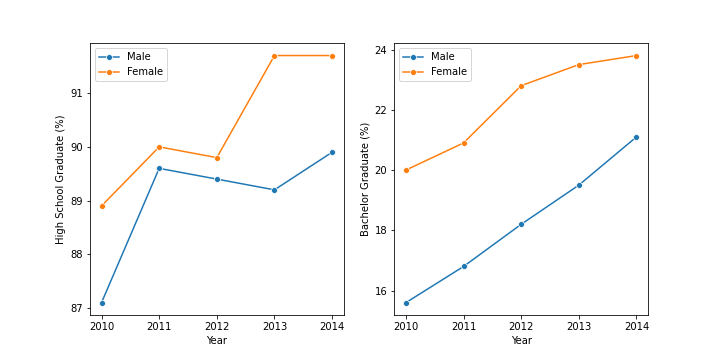 Male
Female
91
90
89
88
87
High School Graduate (%)
2010 2011 2012 2013 2014
Year
Male
Female
24
22
20
18
16
Bachelor Graduate (%)
2010 2011 2012 2013 2014
Year